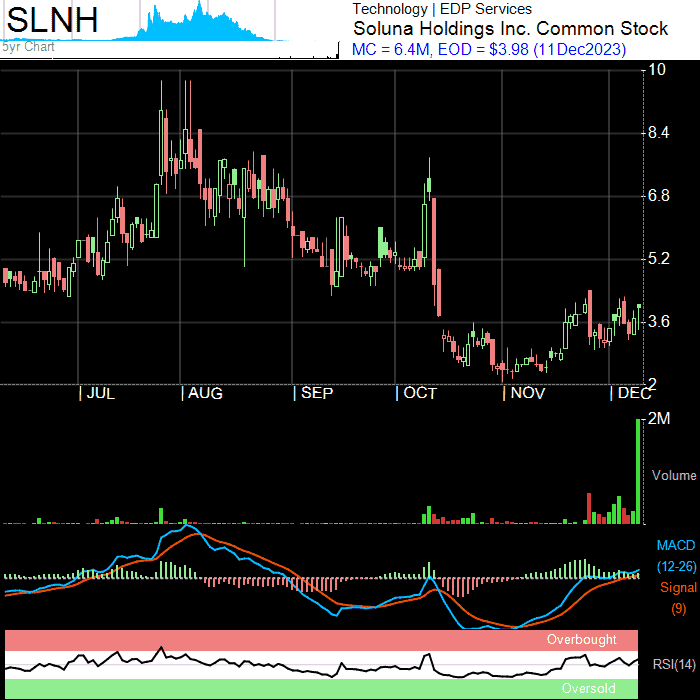 SLNH
5yr Chart
Technology | EDP Services
Soluna Holdings Inc. Common Stock
MC = 6.4M, EOD = $3.98 (11Dec2023)
10
8.4
6.8
5.2
3.6
2
| JUL | AUG | SEP | OCT | NOV | DEC
2M
Volume
MACD
(12-26)
Signal
(9)
Overbought
RSI(14)
Oversold